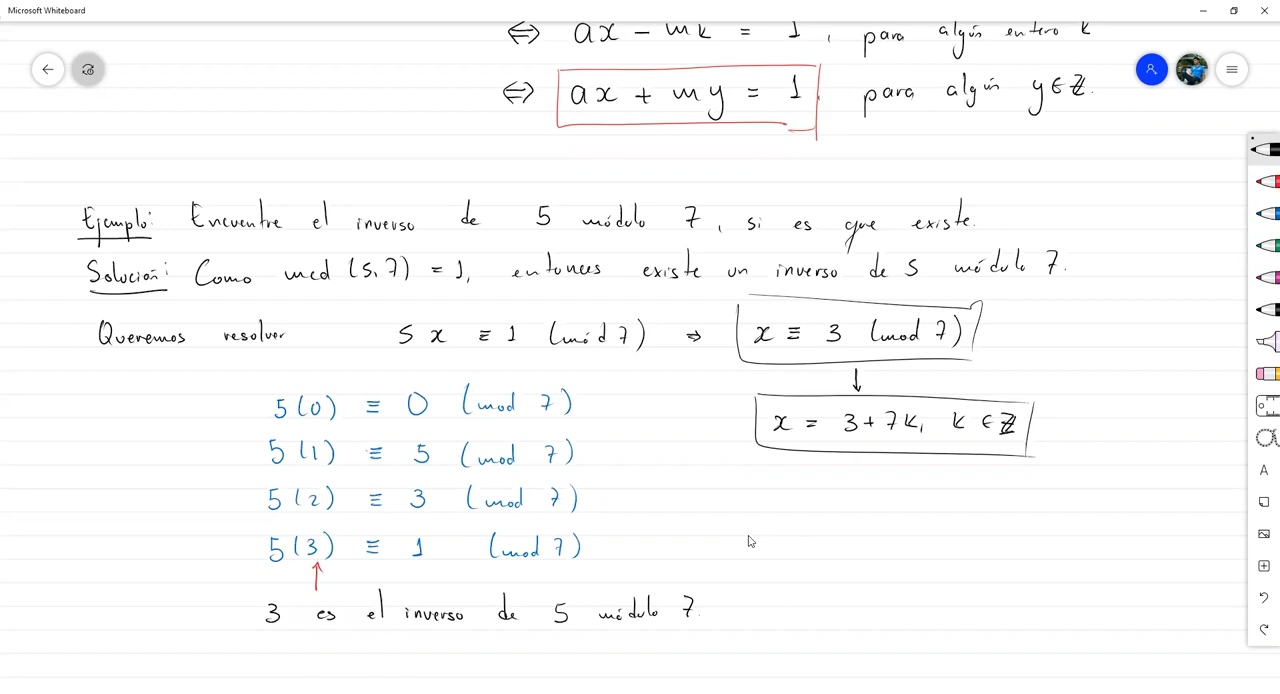 Microsoft Whiteboard
⇔ ax - mk = 1, para algún entero k
⇔ ax + my = 1, para algún y ∈ ℤ.
Ejemplo: Encuentre el inverso de 5 módulo 7, si es que existe.
Solución: Como mcd (5,7) = 1, entonces existe un inverso de 5 módulo 7.
Queremos resolver 5x ≡ 1 (mód 7) ⇒ x ≡ 3 (mod 7)
↓
x = 3 + 7k, k ∈ ℤ
5(0) ≡ 0 (mod 7)
5(1) ≡ 5 (mod 7)
5(2) ≡ 3 (mod 7)
5(3) ≡ 1 (mod 7)
↑
3 es el inverso de 5 módulo 7.
A